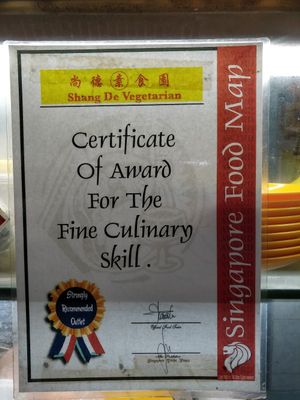 尚德素食園
Shang De Vegetarian
Certificate
Of Award
For The
Fine Culinary
Skill .
Strongly
Recommended
Outlet
Singapore Food Map